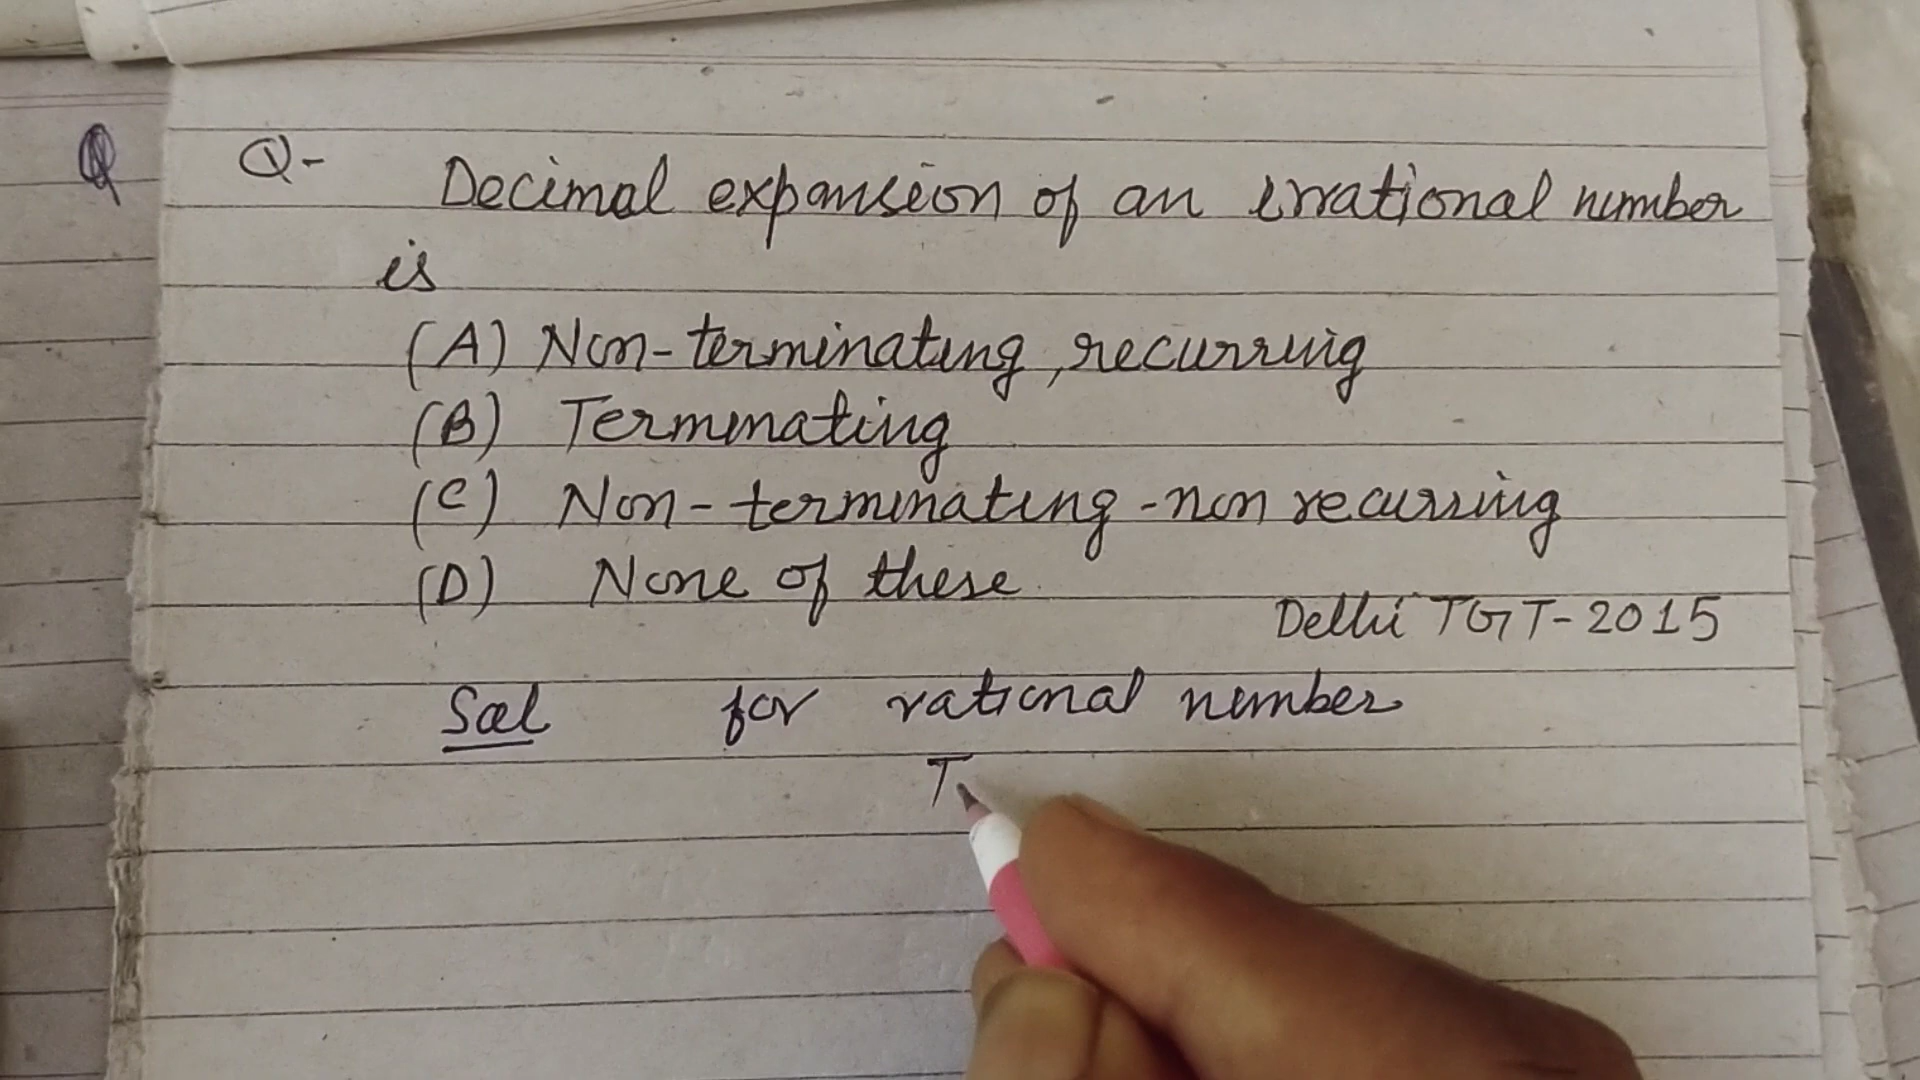 Q
Q- Decimal expansion of an irrational number
is
(A) Non-terminating, recurring
(B) Terminating
(C) Non-terminating-non recurring
(D) None of these
Delhi TGT-2015
Sol for rational number
T